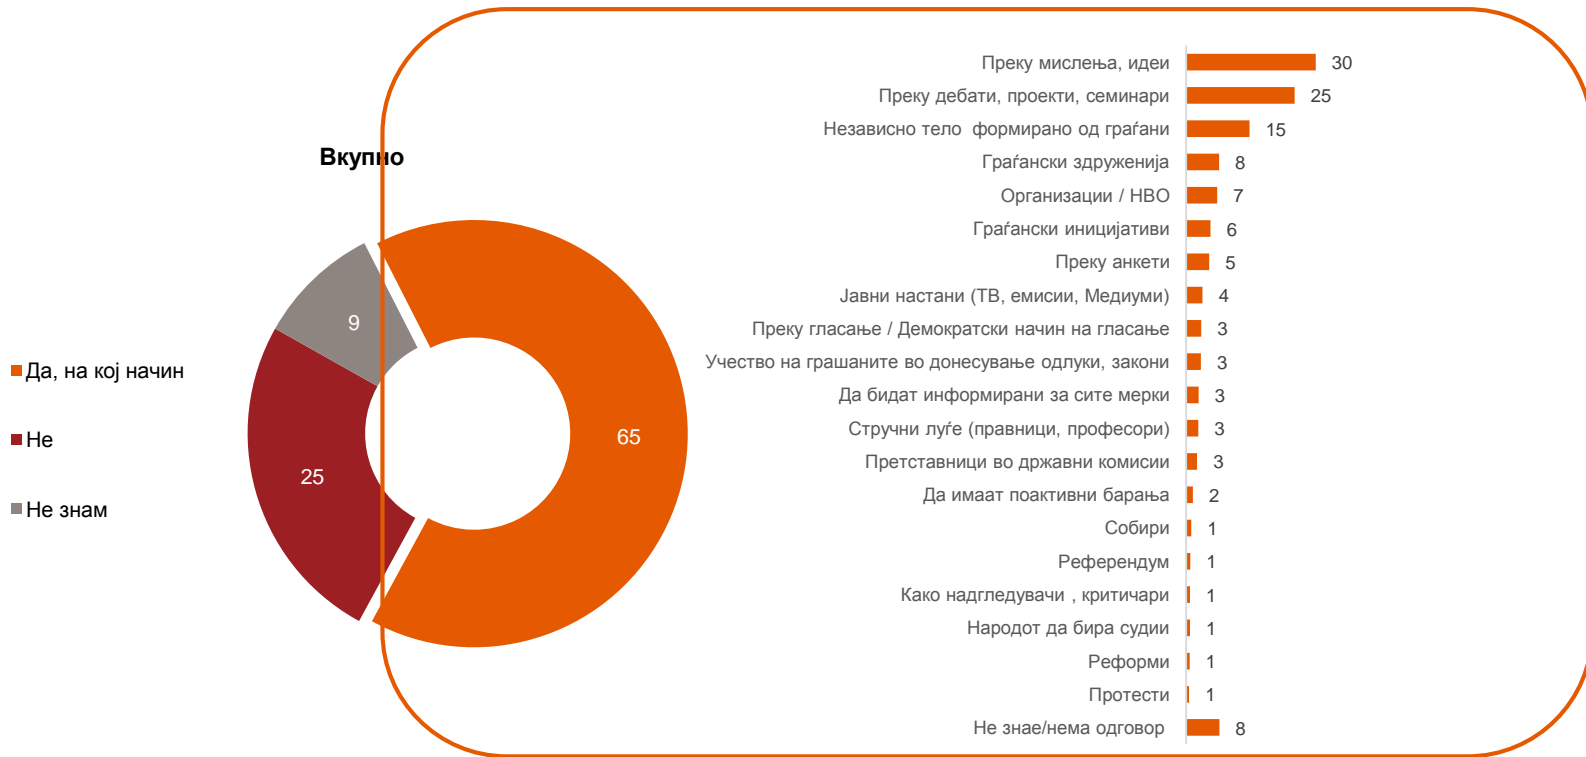 Вкупно
Да, на кој начин
Не
Не знам
9
25
65
Преку мислења, идеи 30
Преку дебати, проекти, семинари 25
Независно тело формирано од граѓани 15
Граѓански здруженија 8
Организации / НВО 7
Граѓански иницијативи 6
Преку анкети 5
Јавни настани (ТВ, емисии, Медиуми) 4
Преку гласање / Демократски начин на гласање 3
Учество на грашаните во донесување одлуки, закони 3
Да бидат информирани за сите мерки 3
Стручни луѓе (правници, професори) 3
Претставници во државни комисии 3
Да имаат поактивни барања 2
Собири 1
Референдум 1
Како надгледувачи , критичари 1
Народот да бира судии 1
Реформи 1
Протести 1
Не знае/нема одговор 8